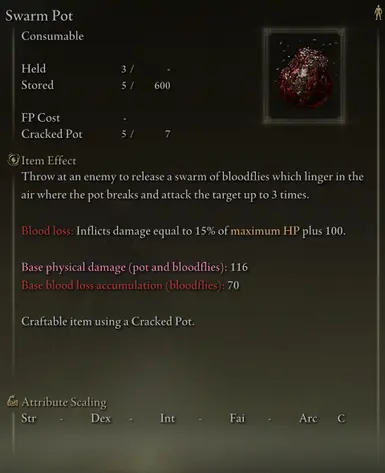 Swarm Pot
Consumable
Held 3 / -
Stored 5 / 600
FP Cost -
Cracked Pot 5 / 7
Item Effect
Throw at an enemy to release a swarm of bloodflies which linger in the
air where the pot breaks and attack the target up to 3 times.
Blood loss: Inflicts damage equal to 15% of maximum HP plus 100.
Base physical damage (pot and bloodflies): 116
Base blood loss accumulation (bloodflies): 70
Craftable item using a Cracked Pot.
Attribute Scaling
Str - Dex - Int - Fai - Arc C